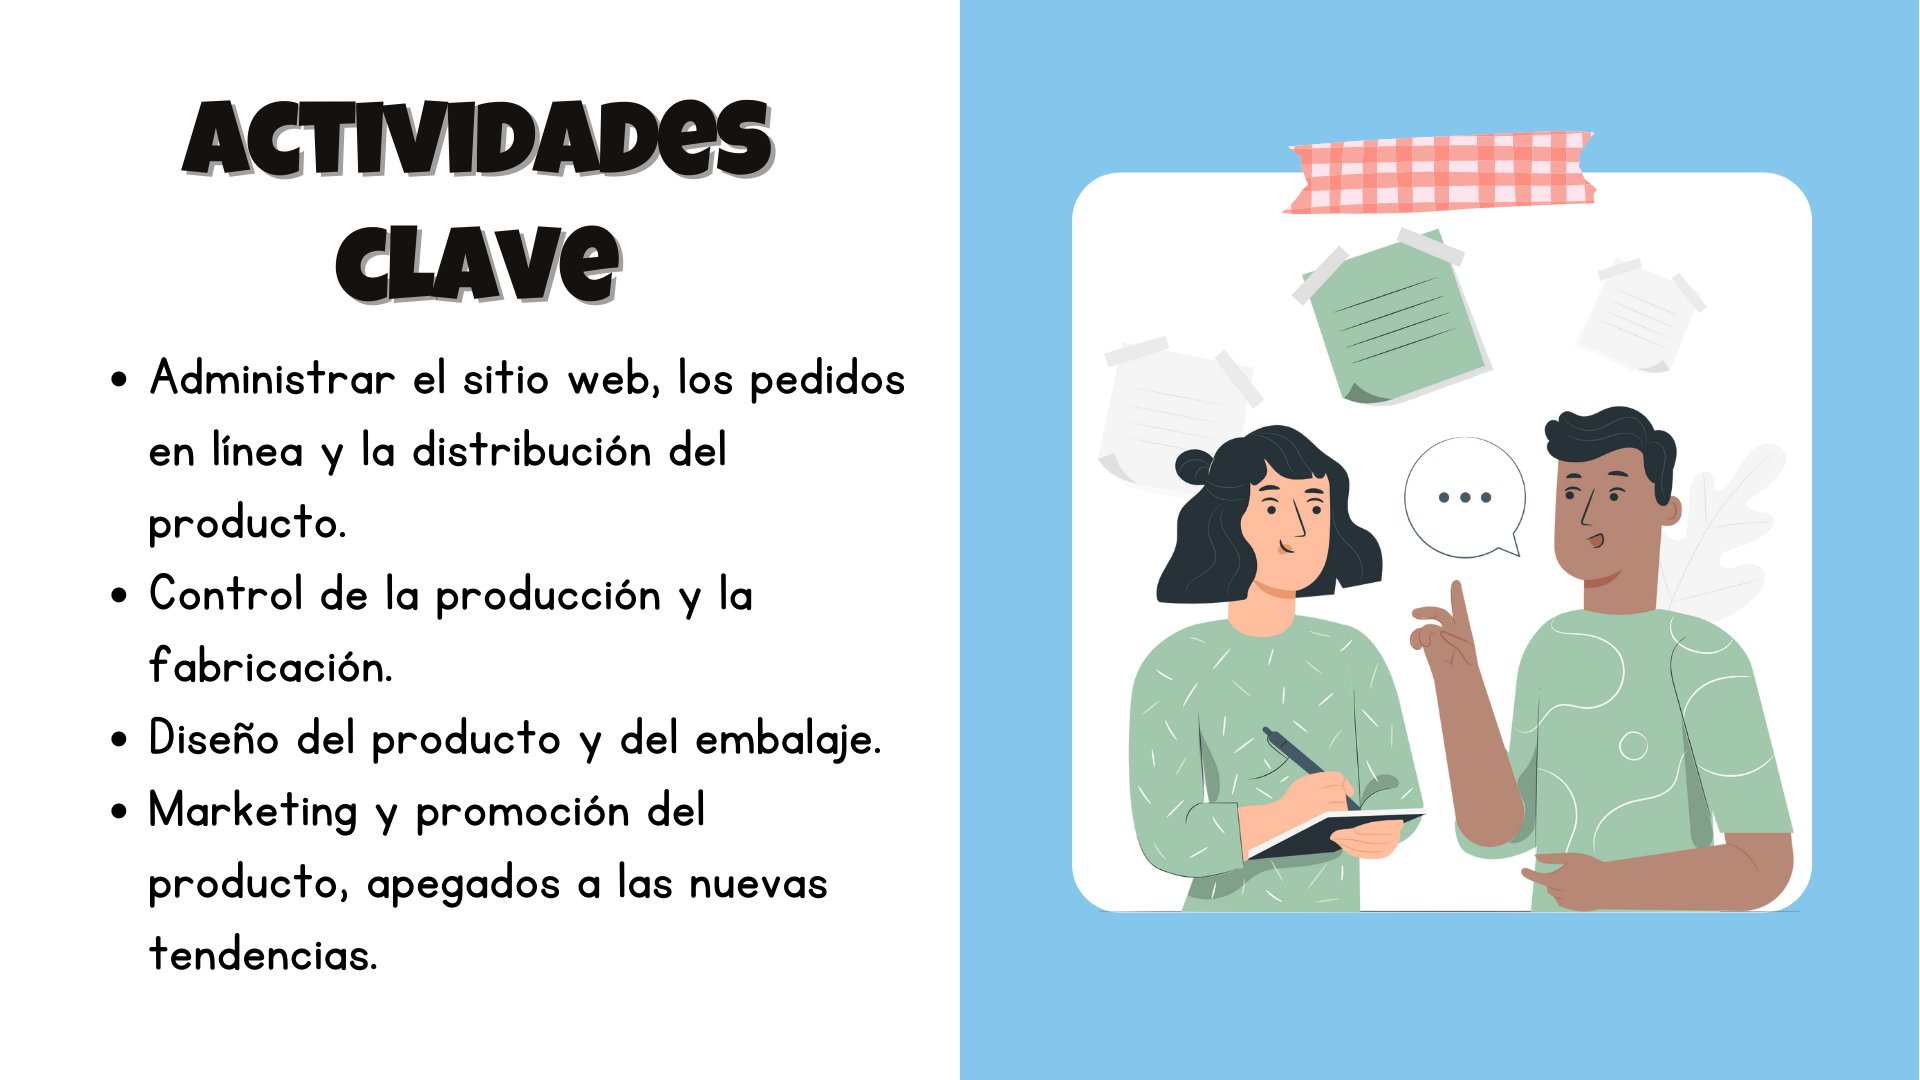 ACTIVIDADES
CLAVE
• Administrar el sitio web, los pedidos
en línea y la distribución del
producto.
• Control de la producción y la
fabricación.
• Diseño del producto y del embalaje.
• Marketing y promoción del
producto, apegados a las nuevas
tendencias.